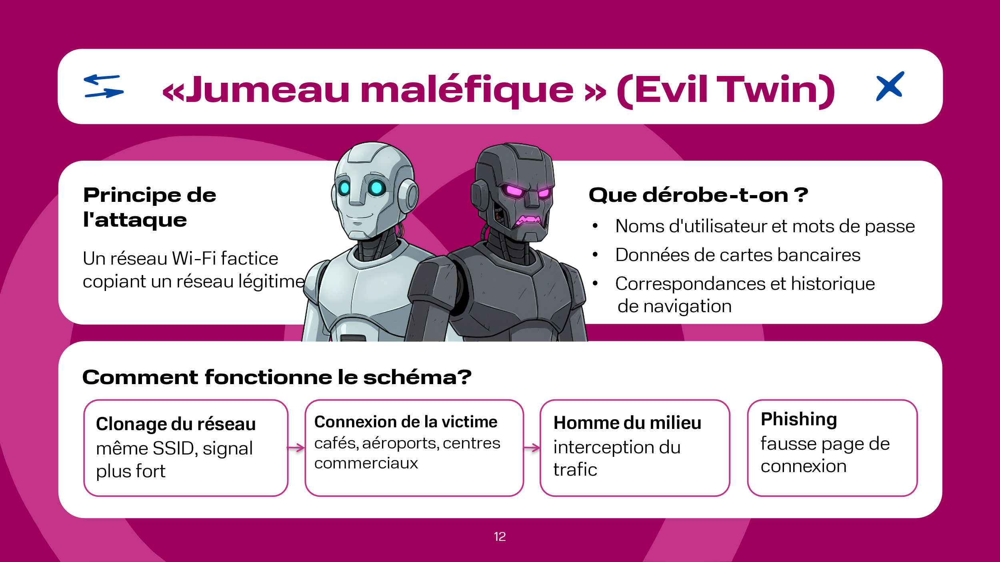 «Jumeau maléfique » (Evil Twin)
Principe de
l'attaque
Un réseau Wi-Fi factice
copiant un réseau légitime
Que dérobe-t-on ?
• Noms d'utilisateur et mots de passe
• Données de cartes bancaires
• Correspondances et historique
de navigation
Comment fonctionne le schéma?
Clonage du réseau
même SSID, signal
plus fort
Connexion de la victime
cafés, aéroports, centres
commerciaux
Homme du milieu
interception du
trafic
Phishing
fausse page de
connexion
12